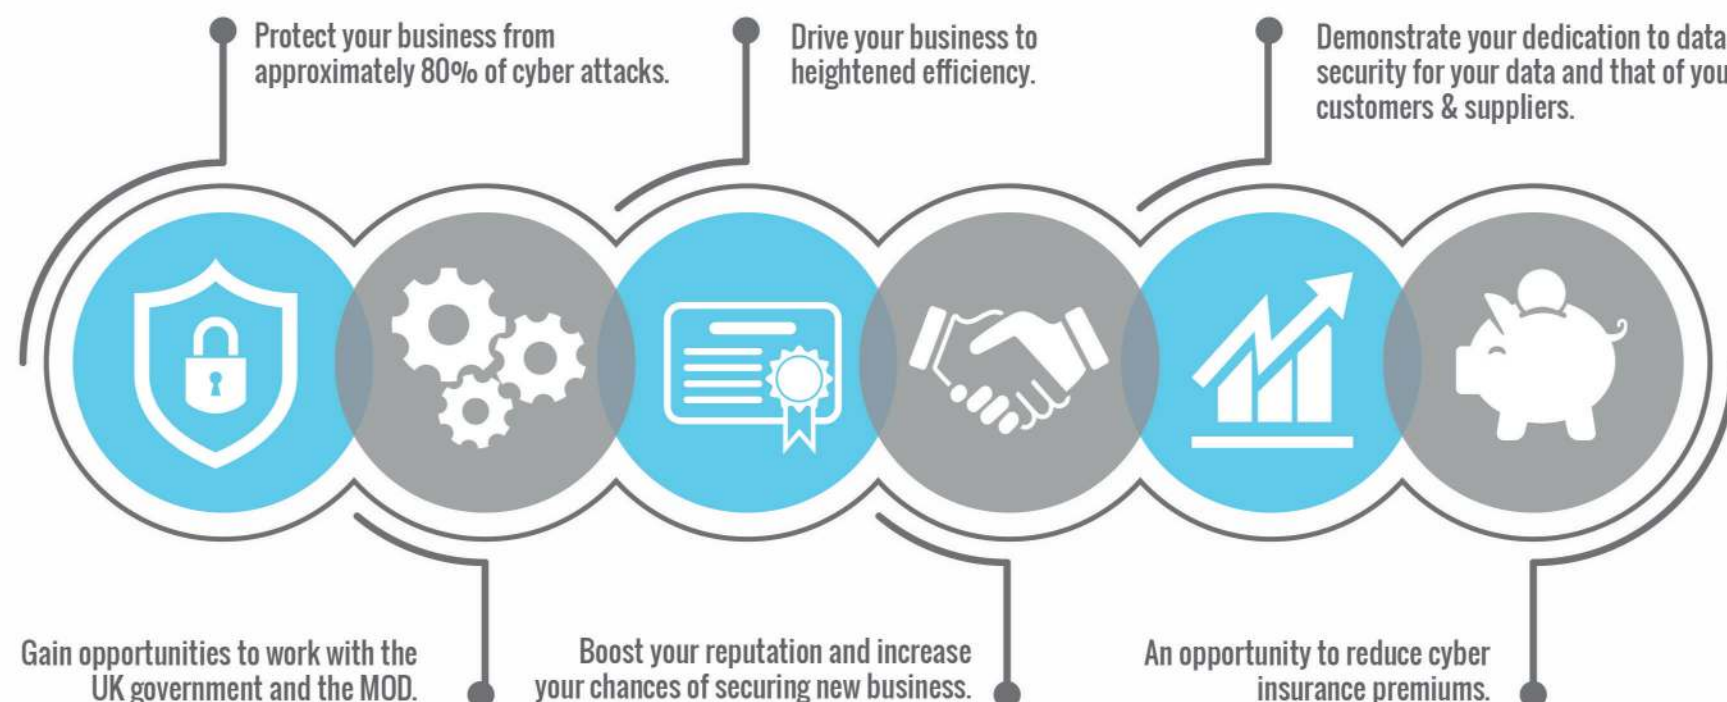 Protect your business from
approximately 80% of cyber attacks.
Drive your business to
heightened efficiency.
Demonstrate your dedication to data
security for your data and that of you
customers & suppliers.
Gain opportunities to work with the
UK government and the MOD.
Boost your reputation and increase
your chances of securing new business.
An opportunity to reduce cyber
insurance premiums.